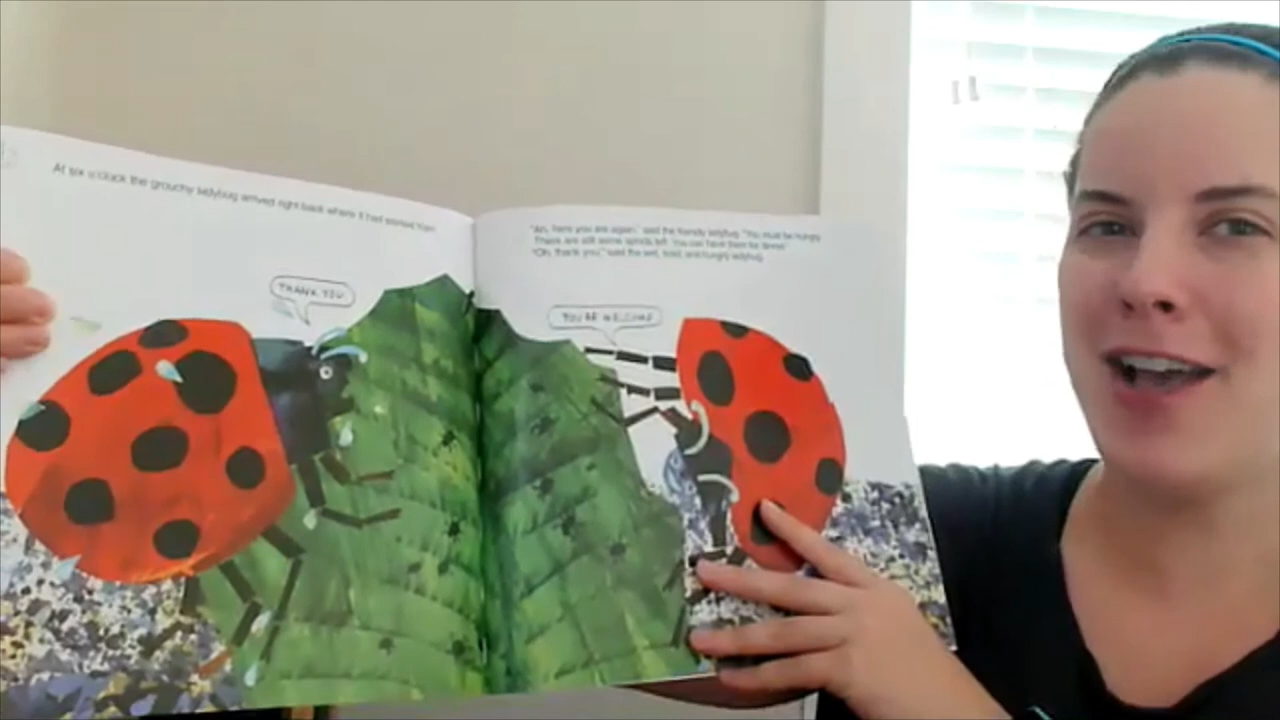 At six o'clock the grouchy ladybug arrived right back where it had started from.
"Ah, here you are again," said the friendly ladybug. "You must be hungry.
There are still some aphids left. You can have them for dinner."
"Oh, thank you," said the wet, tired and hungry ladybug.
THANK YOU
YOU'RE WELCOME